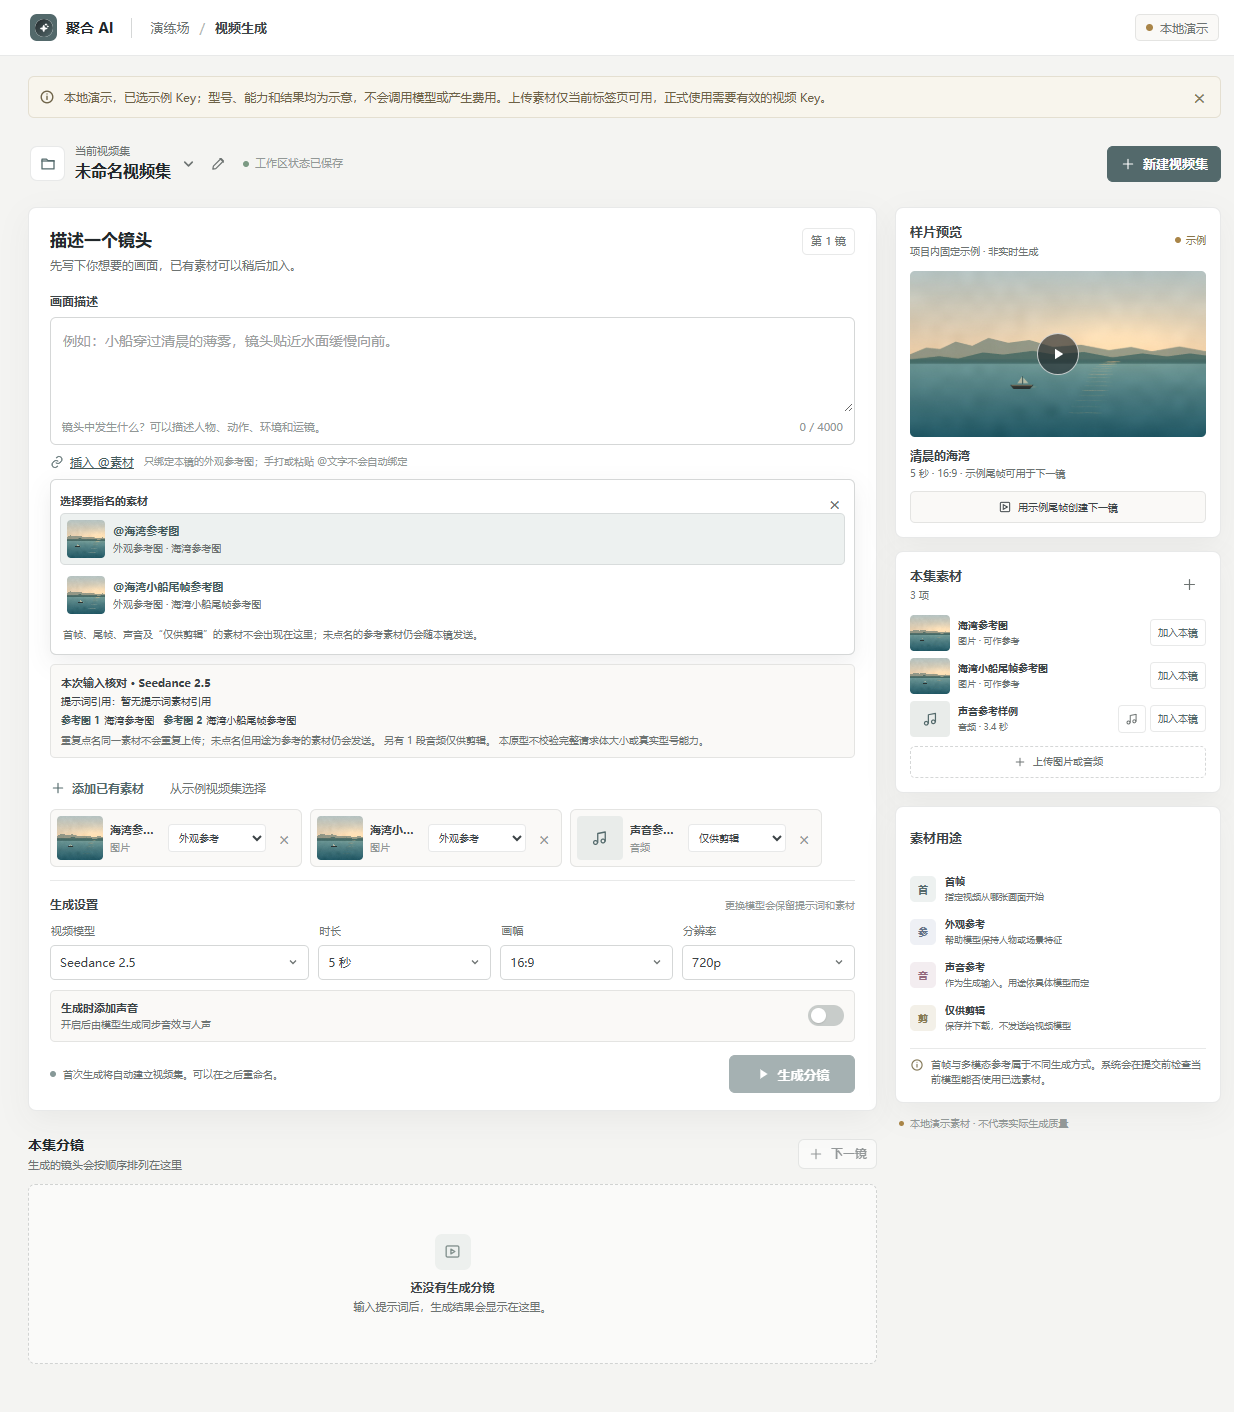 聚合 AI
演练场 / 视频生成
本地演示
本地演示，已选示例 Key；型号、能力和结果均为示意，不会调用模型或产生费用。上传素材仅当前标签页可用，正式使用需要有效的视频 Key。
当前视频集
未命名视频集
工作区状态已保存
新建视频集
描述一个镜头
先写下你想要的画面，已有素材可以稍后加入。
第 1 镜
画面描述
例如：小船穿过清晨的薄雾，镜头贴近水面缓慢向前。
镜头中发生什么？可以描述人物、动作、环境和运镜。
0 / 4000
插入 @素材
只绑定本镜的外观参考图；手打或粘贴 @文字不会自动绑定
选择要指名的素材
@海湾参考图
外观参考图 · 海湾参考图
@海湾小船尾帧参考图
外观参考图 · 海湾小船尾帧参考图
首帧、尾帧、声音及“仅供剪辑”的素材不会出现在这里；未点名的参考素材仍会随本镜发送。
本次输入核对 • Seedance 2.5
提示词引用：暂无提示词素材引用
参考图 1 海湾参考图 参考图 2 海湾小船尾帧参考图
重复点名同一素材不会重复上传；未点名但用途为参考的素材仍会发送。 另有 1 段音频仅供剪辑。 本原型不校验完整请求体大小或真实型号能力。
添加已有素材
从示例视频集选择
海湾参...
图片
外观参考
海湾小...
图片
外观参考
声音参...
音频
仅供剪辑
生成设置
更换模型会保留提示词和素材
视频模型
时长
画幅
分辨率
Seedance 2.5
5 秒
16:9
720p
生成时添加声音
开启后由模型生成同步音效与人声
首次生成将自动建立视频集。可以在之后重命名。
生成分镜
本集分镜
生成的镜头会按顺序排列在这里
下一镜
还没有生成分镜
输入提示词后，生成结果会显示在这里。
样片预览
项目内固定示例 · 非实时生成
示例
清晨的海湾
5 秒 · 16:9 · 示例尾帧可用于下一镜
用示例尾帧创建下一镜
本集素材
3 项
海湾参考图
图片 · 可作参考
加入本镜
海湾小船尾帧参考图
图片 · 可作参考
加入本镜
声音参考样例
音频 · 3.4 秒
加入本镜
上传图片或音频
素材用途
首
首帧
指定视频从哪张画面开始
参
外观参考
帮助模型保持人物或场景特征
音
声音参考
作为生成输入。用途依具体模型而定
剪
仅供剪辑
保存并下载，不发送给视频模型
首帧与多模态参考属于不同生成方式。系统会在提交前检查当
前模型能否使用已选素材。
本地演示素材 · 不代表实际生成质量